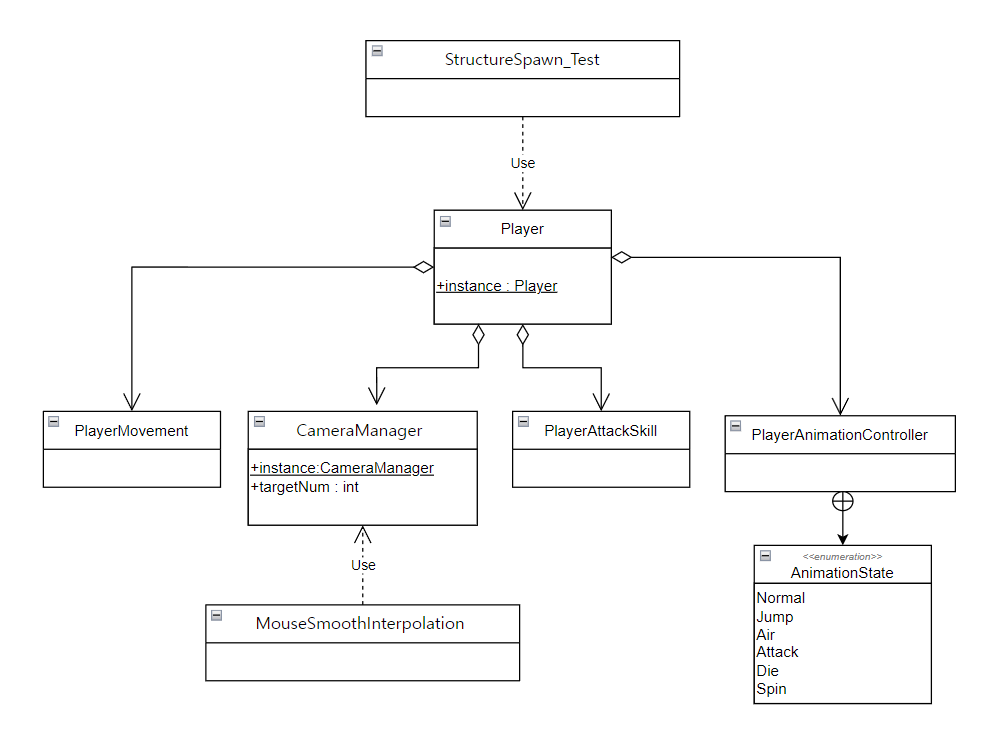 StructureSpawn_Test
Use
Player
+instance : Player
PlayerMovement
CameraManager
+instance:CameraManager
+targetNum : int
PlayerAttackSkill
PlayerAnimationController
Use
MouseSmoothInterpolation
<<enumeration>>
AnimationState
Normal
Jump
Air
Attack
Die
Spin